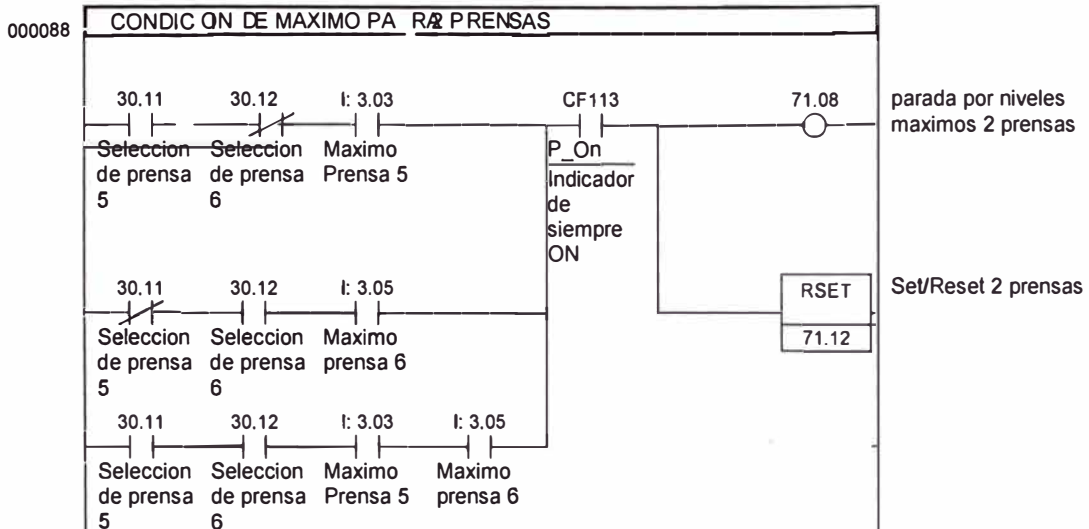 000088
CONDICION DE MAXIMO PARA 2 PRENSAS
30.11 30.12 I: 3.03 CF113 71.08
parada por niveles
maximos 2 prensas
Seleccion Seleccion Maximo P_On
de prensa de prensa Prensa 5 Indicador
5 6 de
siempre
ON
30.11 30.12 I: 3.05 RSET Set/Reset 2 prensas
71.12
Seleccion Seleccion Maximo
de prensa de prensa prensa 6
5 6
30.11 30.12 I: 3.03 I: 3.05
Seleccion Seleccion Maximo Maximo
de prensa de prensa Prensa 5 prensa 6
5 6